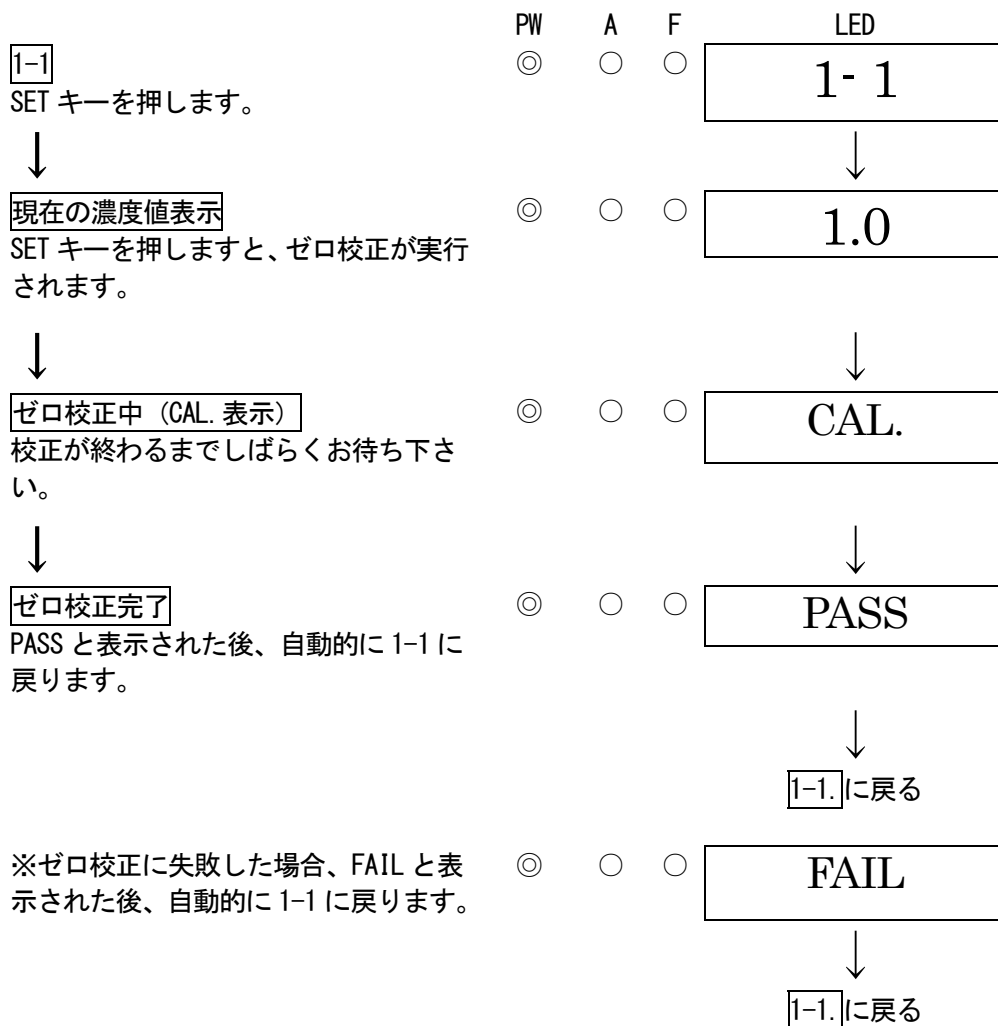 PW A F LED
1-1 ◎ ○ ○ 1- 1
SET キーを押します。
↓ ↓
現在の濃度値表示 ◎ ○ ○ 1.0
SET キーを押しますと、ゼロ校正が実行
されます。
↓ ↓
ゼロ校正中（CAL.表示） ◎ ○ ○ CAL.
校正が終わるまでしばらくお待ち下さ
い。
↓ ↓
ゼロ校正完了 ◎ ○ ○ PASS
PASS と表示された後、自動的に 1-1 に
戻ります。
↓
1-1.に戻る
※ゼロ校正に失敗した場合、FAIL と表 ◎ ○ ○ FAIL
示された後、自動的に 1-1 に戻ります。
↓
1-1.に戻る